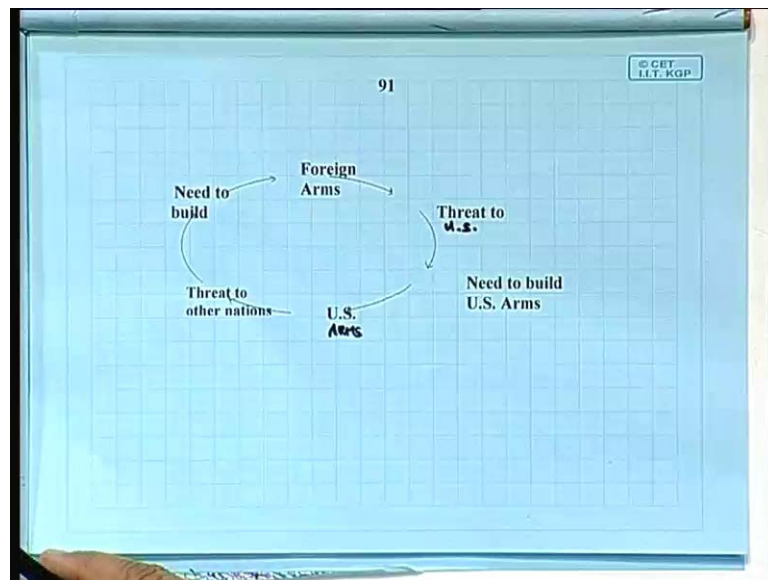 © CET
I.I.T. KGP
91
Foreign
Arms
Need to
build
Threat to
U.S.
Need to build
U.S. Arms
Threat to
other nations
U.S.
ARMS